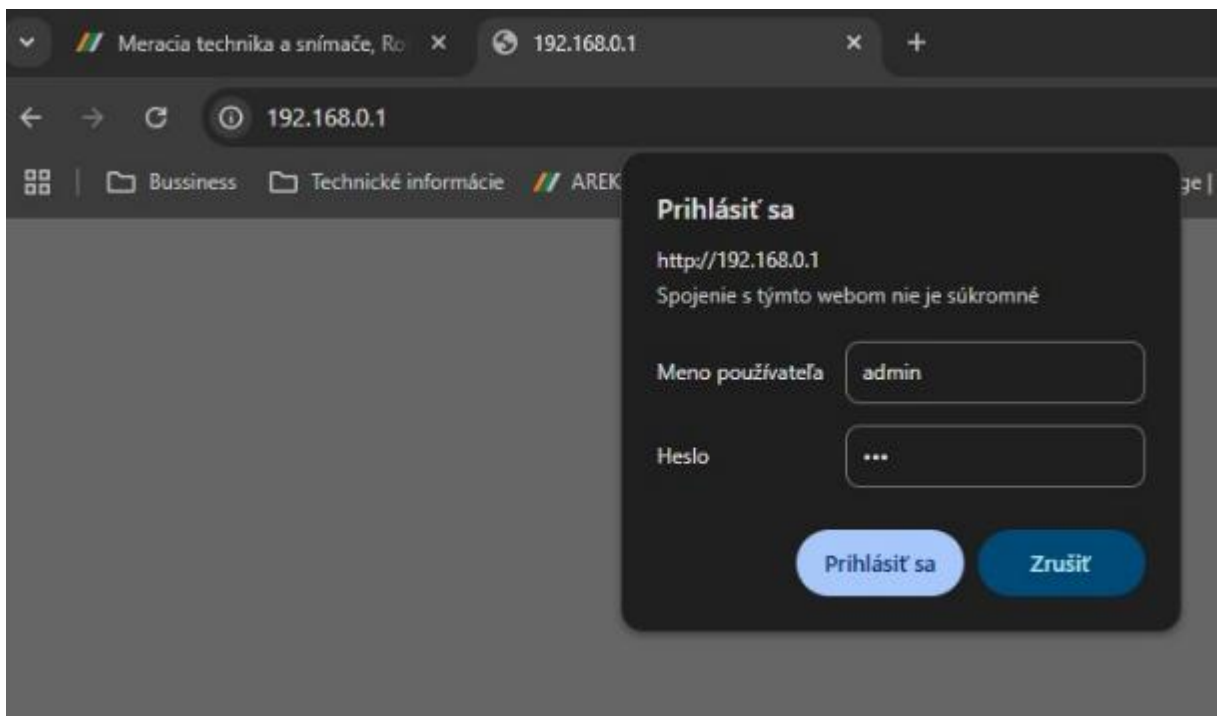 Meracia technika a snímače, Ro
192.168.0.1
192.168.0.1
Bussiness Technické informácie AREK ge |
Prihlásiť sa
http://192.168.0.1
Spojenie s týmto webom nie je súkromné
Meno používateľa admin
Heslo •••
Prihlásiť sa Zrušiť